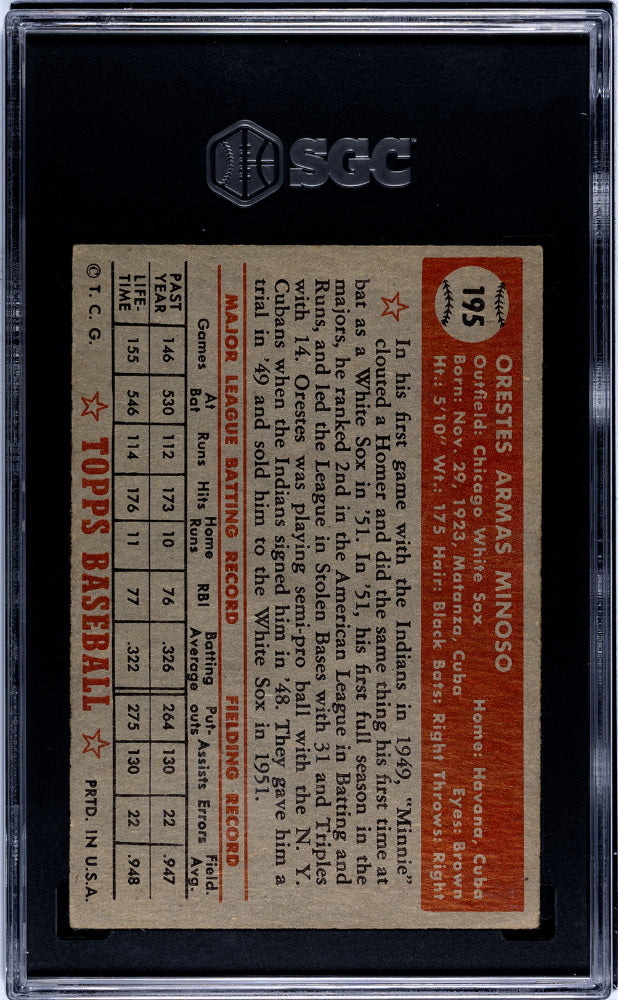 SGC
195
ORESTES ARMAS MINOSO
Outfield: Chicago White Sox Home: Havana, Cuba
Born: Nov. 29, 1923, Matanza, Cuba Eyes: Brown
Ht.: 5'10" Wt.: 175 Hair: Black Bats: Right Throws: Right
In his first game with the Indians in 1949, "Minnie"
clouted a Homer and did the same thing his first time at
bat as a White Sox in '51. In '51, his first full season in the
majors, he ranked 2nd in the American League in Batting and
Runs, and led the League in Stolen Bases with 31 and Triples
with 14. Orestes was playing semi-pro ball with the N. Y.
Cubans when the Indians signed him in '48. They gave him a
trial in '49 and sold him to the White Sox in 1951.
MAJOR LEAGUE BATTING RECORD FIELDING RECORD
Games At Bat Runs Hits Home Runs RBI Batting Average Put-outs Assists Errors Field. Avg.
PAST YEAR 146 530 112 173 10 76 .326 264 130 22 .947
LIFE-TIME 155 546 114 176 11 77 .322 275 130 22 .948
© T. C. G. TOPPS BASEBALL PRTD. IN U.S.A.